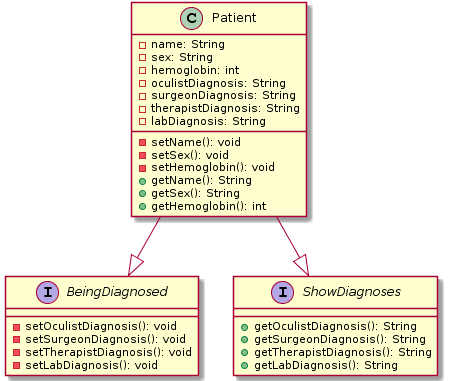 C Patient
name: String
sex: String
hemoglobin: int
oculistDiagnosis: String
surgeonDiagnosis: String
therapistDiagnosis: String
labDiagnosis: String
setName(): void
setSex(): void
setHemoglobin(): void
getName(): String
getSex(): String
getHemoglobin(): int
I BeingDiagnosed
setOculistDiagnosis(): void
setSurgeonDiagnosis(): void
setTherapistDiagnosis(): void
setLabDiagnosis(): void
I ShowDiagnoses
getOculistDiagnosis(): String
getSurgeonDiagnosis(): String
getTherapistDiagnosis(): String
getLabDiagnosis(): String